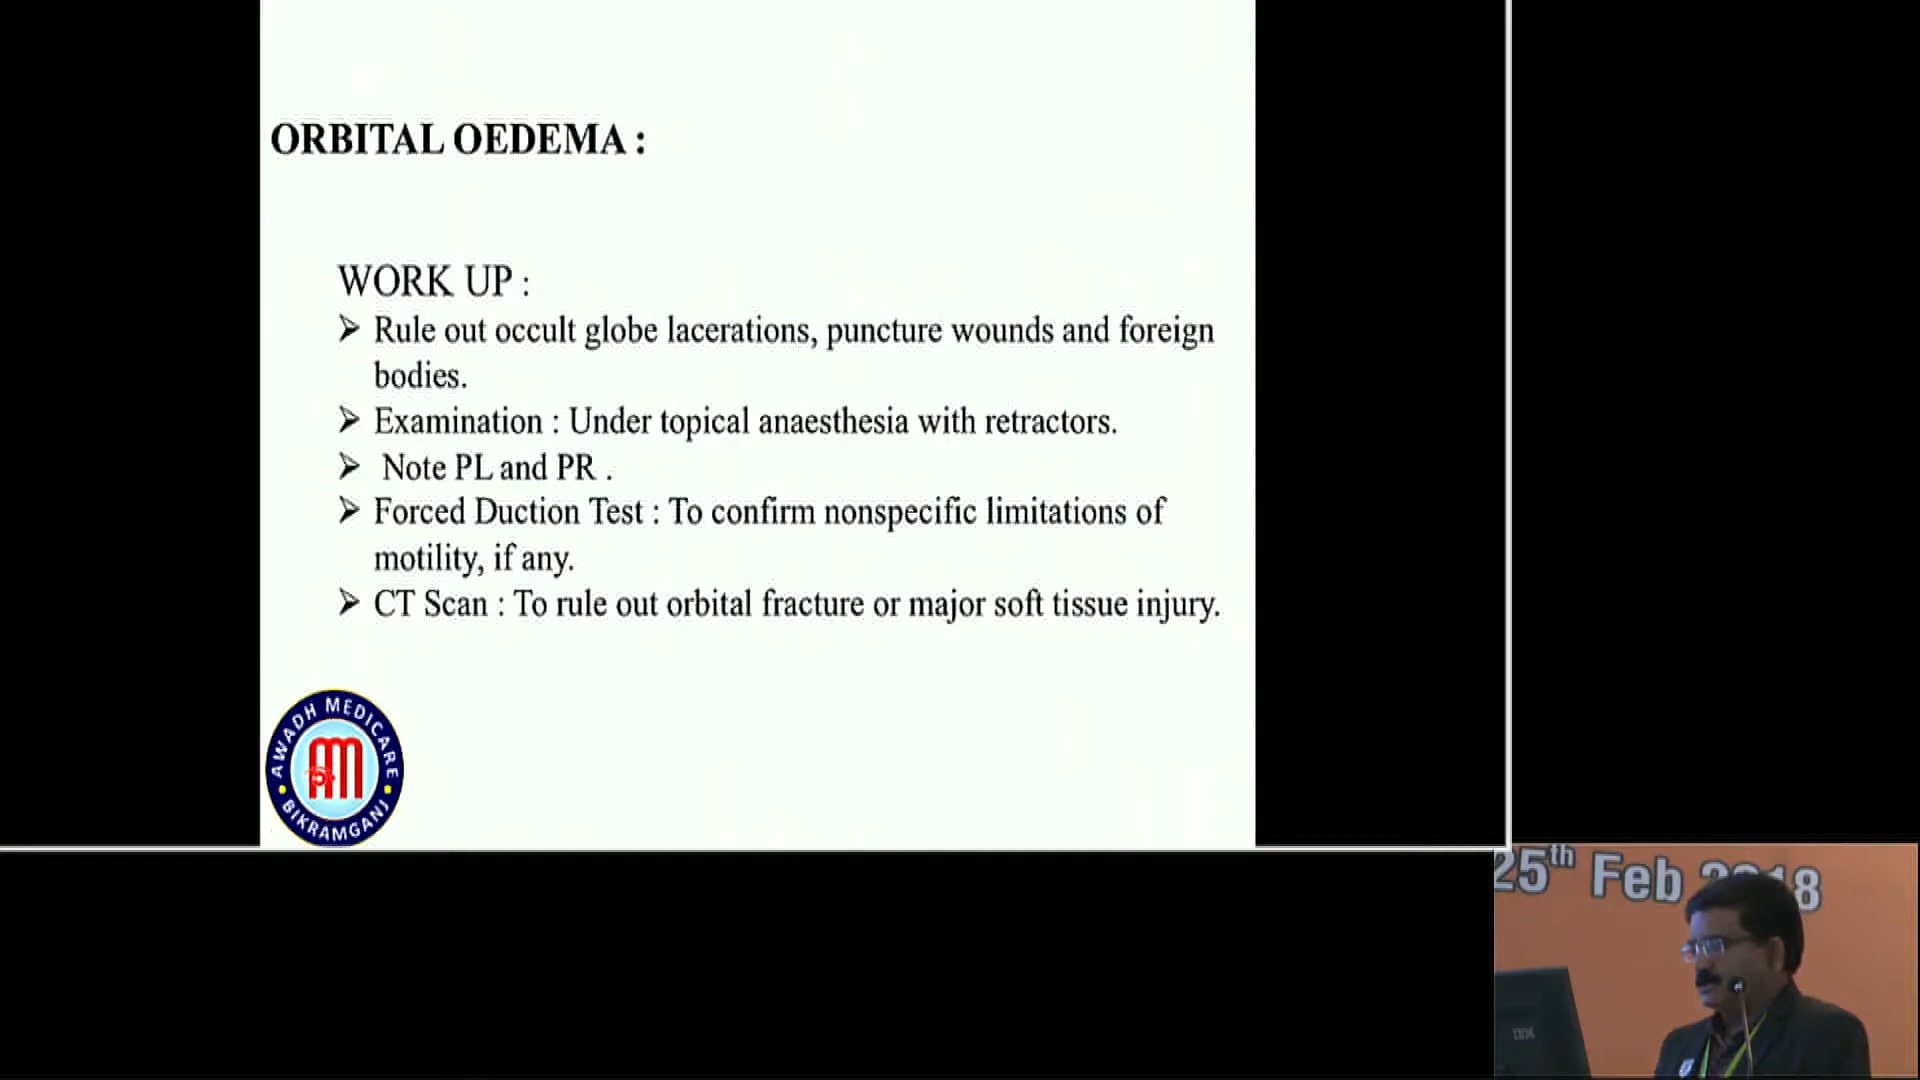 ORBITAL OEDEMA :
WORK UP :
➢ Rule out occult globe lacerations, puncture wounds and foreign
bodies.
➢ Examination : Under topical anaesthesia with retractors.
➢ Note PL and PR .
➢ Forced Duction Test : To confirm nonspecific limitations of
motility, if any.
➢ CT Scan : To rule out orbital fracture or major soft tissue injury.
AWADH MEDICARE
AM
BIKRAMGANJ
25th Feb 2018